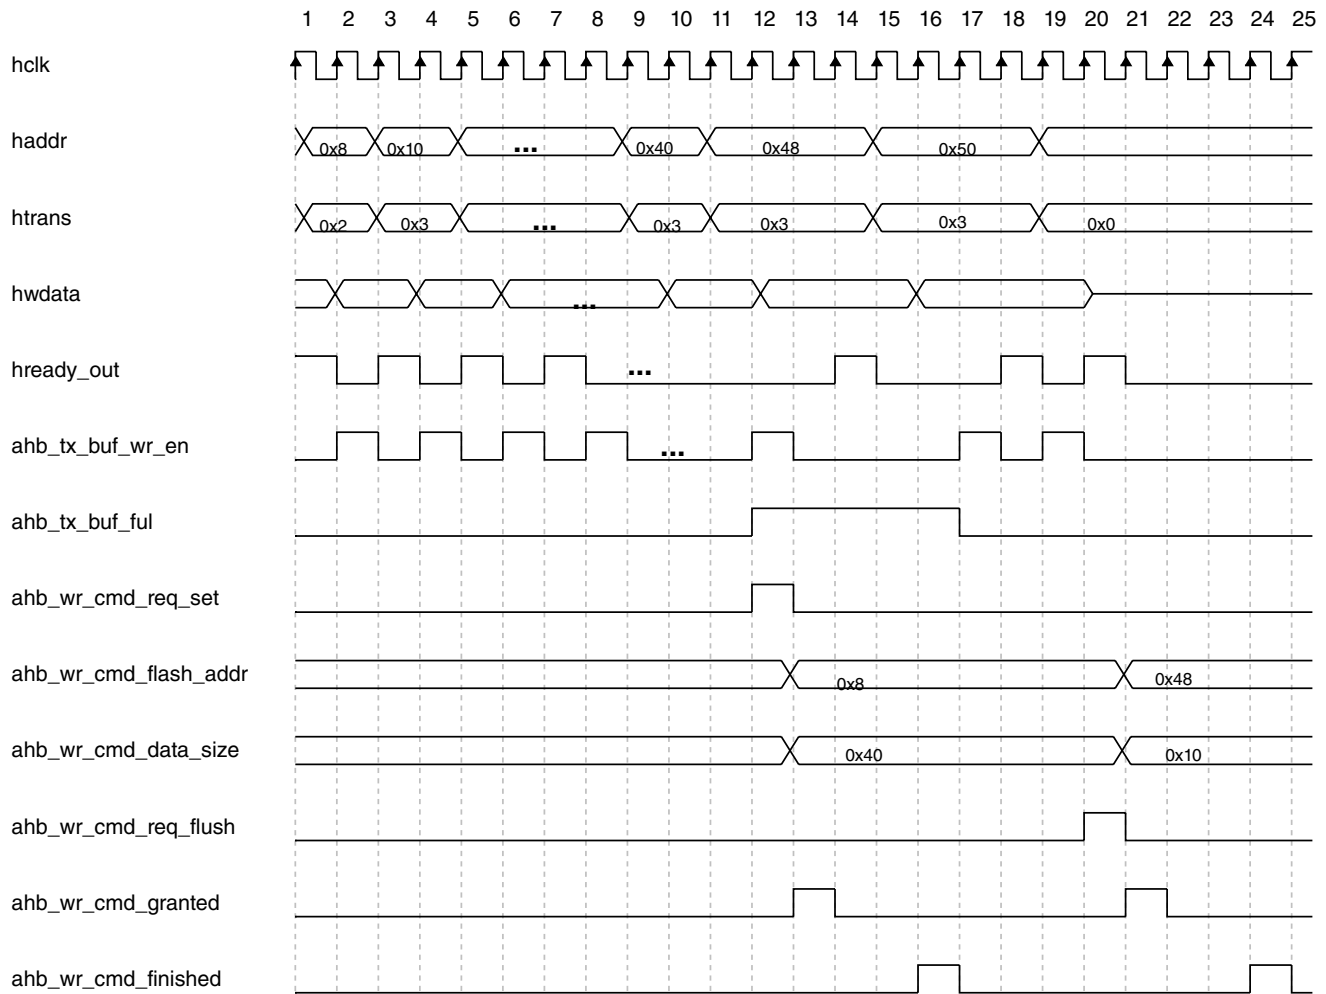 1 2 3 4 5 6 7 8 9 10 11 12 13 14 15 16 17 18 19 20 21 22 23 24 25
hclk
haddr 0x8 0x10 ... 0x40 0x48 0x50
htrans 0x2 0x3 ... 0x3 0x3 0x3 0x0
hwdata ...
hready_out ...
ahb_tx_buf_wr_en ...
ahb_tx_buf_ful
ahb_wr_cmd_req_set
ahb_wr_cmd_flash_addr 0x8 0x48
ahb_wr_cmd_data_size 0x40 0x10
ahb_wr_cmd_req_flush
ahb_wr_cmd_granted
ahb_wr_cmd_finished